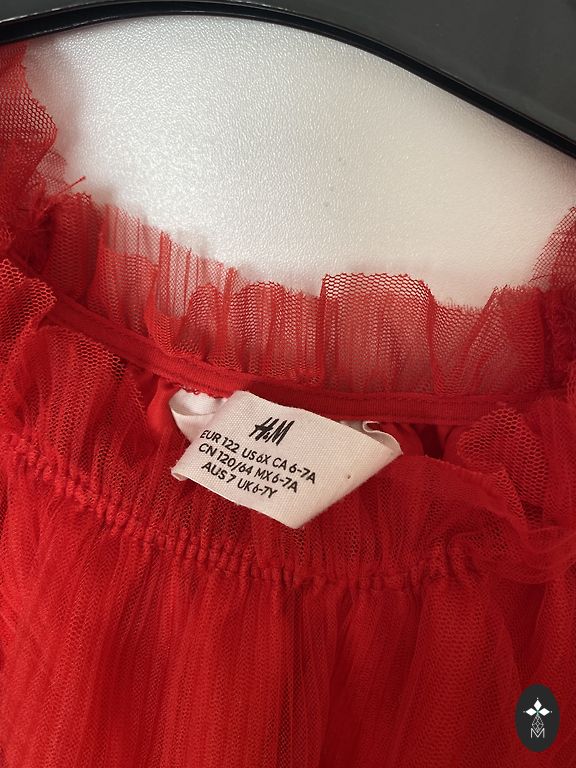 H&M
EUR 122 US 6X CA 6-7A
CN 120/64 MX 6-7A
AUS 7 UK 6-7Y
M